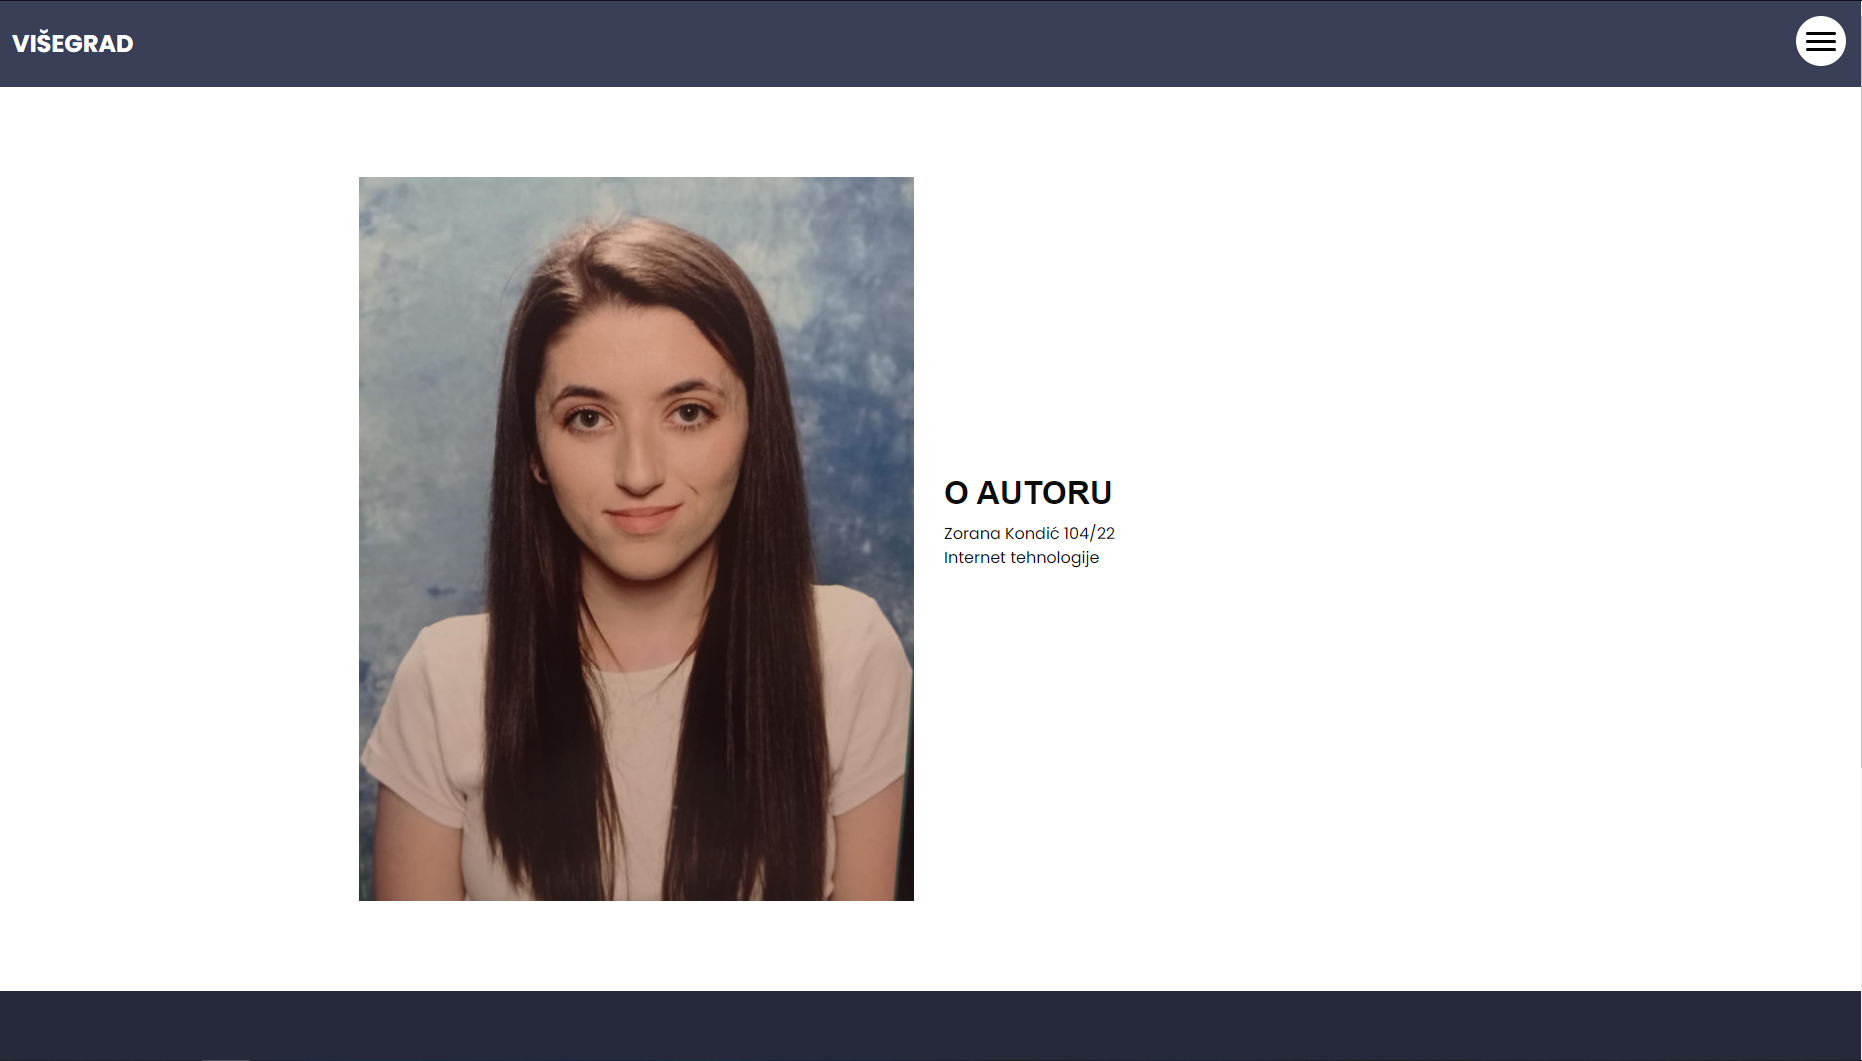 VIŠEGRAD
O AUTORU
Zorana Kondić 104/22
Internet tehnologije